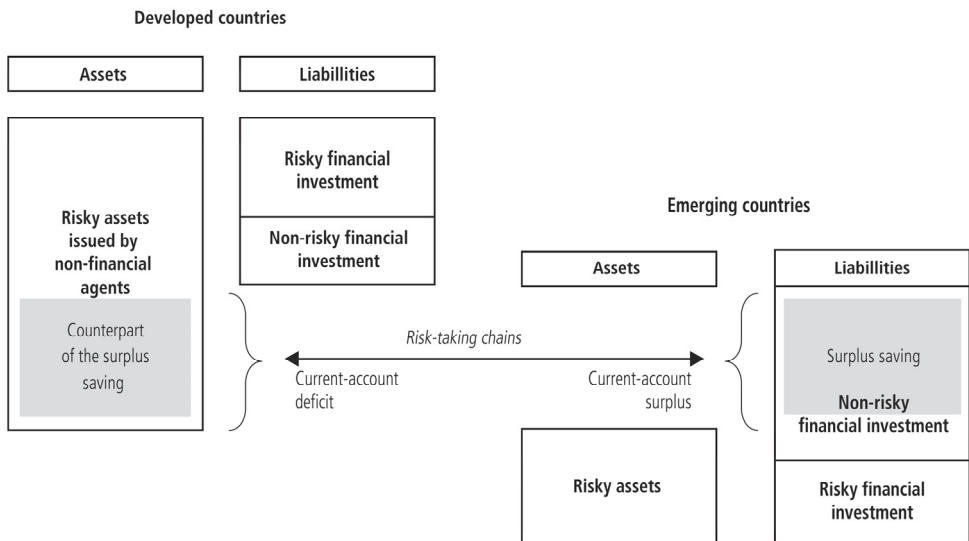 Developed countries
Assets
Liabillities
Risky assets
issued by
non-financial
agents
Counterpart
of the surplus
saving
Risky financial
investment
Non-risky financial
investment
Risk-taking chains
Current-account
deficit
Current-account
surplus
Emerging countries
Assets
Liabillities
Risky assets
Surplus saving
Non-risky
financial investment
Risky financial
investment